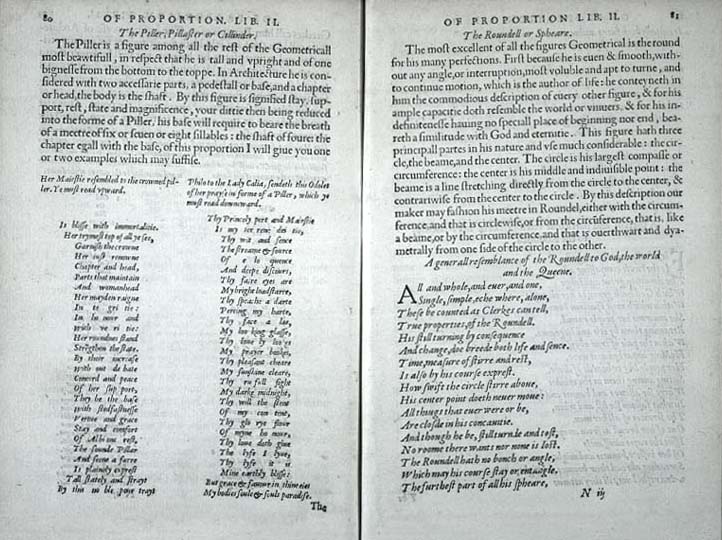 80 OF PROPORTION. LIB. II.
The Piller, Pillaster or Cillinder.
The Piller is a figure among all the rest of the Geometricall
most beawtifull, in respect that he is tall and vpright and of one
bignesse from the bottom to the toppe. In Architecture he is con-
sidered with two accessarie parts, a pedestall or base, and a chapter
or head, the body is the shaft. By this figure is signified stay, sup-
port, rest, state and magnificence, your dittie then being reduced
into the forme of a Piller, his base will require to beare the breath
of a meetre of six or seuen or eight sillables: the shaft of foure: the
chapter egall with the base, of this proportion I will giue you one
or two examples which may suffise.
Her Maiestie resembled to the crowned pil-
ler. Ye must read vpward.
Is blisse with immortalitie.
Her trymest top of all ye see,
Garnish the crowne
Her iust renowne
Chapter and head,
Parts that maintain
And womanhead
Her mayden raigne
In te gri tie:
In ho nor and
With ve ri tie:
Her roundnes stand
Strēgthen the state.
By their increase
With out de bate
Concord and peace
Of her sup port,
They be the base
With stedfastnesse
Vertue and grace
Stay and comfort
Of Albi ons rest,
The sounde Pillar
And seene a farre
Is plainely exprest
Tall stately and strayt
By this no ble pour trayt
Philo to the Lady Calia, sendeth this Odolet
of her prayse in forme of a Piller, which ye
must read downeward.
Thy Princely port and Maiestie
Is my ter rene dei tie,
Thy wit and sence
The streame & source
Of e lo quence
And deepe discours,
Thy faire eyes are
My bright loadstarre,
Thy speache a darte
Percing my harte,
Thy face a las,
My loo king glasse,
Thy loue ly lookes
My prayer bookes,
Thy pleasant cheare
My sunshine cleare,
Thy ru full sight
My darke midnight,
Thy will the stent
Of my con tent,
Thy glo rye flour
Of myne ho nour,
Thy loue doth giue
The lyfe I lyue,
Thy lyfe it is
Mine earthly blisse:
But grace & fauour in thine eies
My bodies soule & souls paradise.
The
OF PROPORTION LIB. II. 81
The Roundell or Spheare.
The most excellent of all the figures Geometrical is the round
for his many perfections. First because he is euen & smooth, with-
out any angle, or interruption, most voluble and apt to turne, and
to continue motion, which is the author of life: he conteyneth in
him the commodious description of euery other figure, & for his
ample capacitie doth resemble the world or vniuers, & for his in-
definitenesse hauing no speciall place of beginning nor end, bea-
reth a similitude with God and eternitie. This figure hath three
principall partes in his nature and vse much considerable: the cir-
cle, the beame, and the center. The circle is his largest compasse or
circumference: the center is his middle and indiuisible point: the
beame is a line stretching directly from the circle to the center, &
contrariwise from the center to the circle. By this description our
maker may fashion his meetre in Roundel, either with the circum-
ference, and that is circlewise, or from the circūference, that is, like
a beame, or by the circumference, and that is ouerthwart and dya-
metrally from one side of the circle to the other.
A generall resemblance of the Roundell to God, the world
and the Queene.
All and whole, and euer, and one,
Single, simple, eche where, alone,
These be counted as Clerkes can tell,
True properties, of the Roundell.
His still turning by consequence
And change, doe breede both life and sence.
Time, measure of stirre and rest,
Is also by his course exprest.
How swift the circle stirre aboue,
His center point doeth neuer moue:
All things that euer were or be,
Are closde in his concauitie.
And though he be, still turnde and tost,
No roome there wants nor none is lost.
The Roundell hath no bonch or angle,
Which may his course stay or entangle.
The furthest part of all his spheare,
N iij